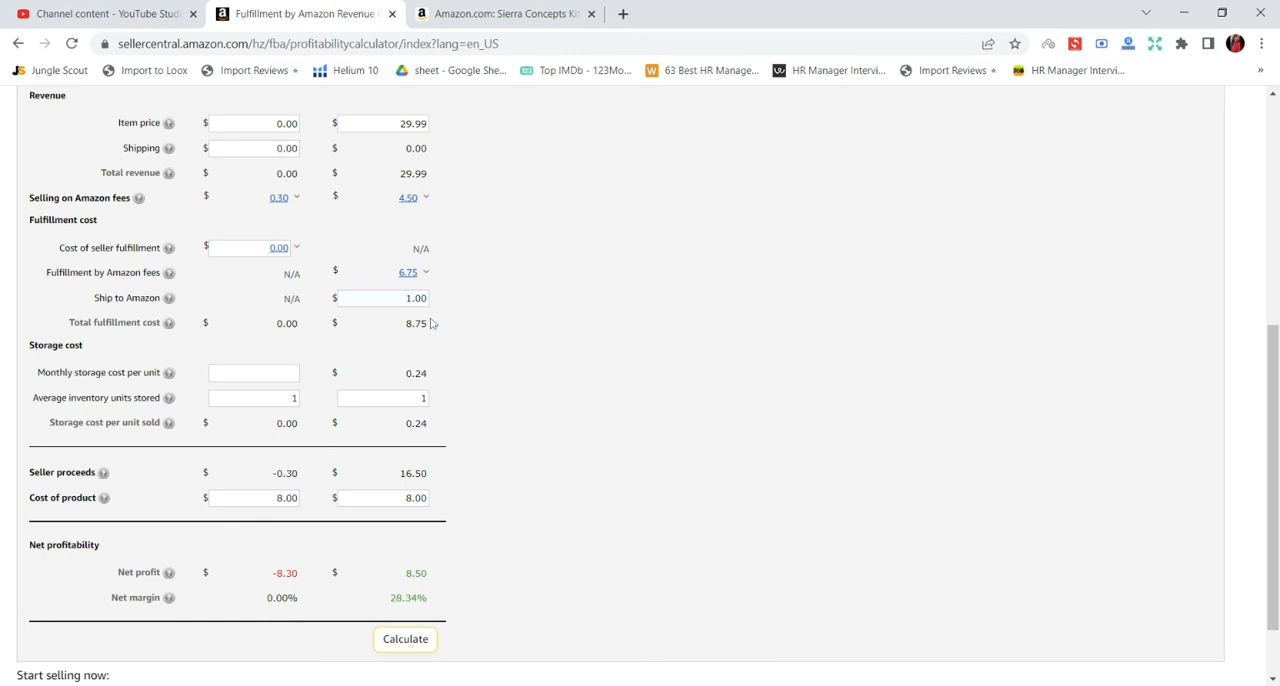 Channel content - YouTube Studi
Fulfillment by Amazon Revenue C
Amazon.com: Sierra Concepts Kit
sellercentral.amazon.com/hz/fba/profitabilitycalculator/index?lang=en_US
Jungle Scout Import to Loox Import Reviews Helium 10 sheet - Google She... Top IMDb - 123Mo... 63 Best HR Manage... HR Manager Intervi... Import Reviews HR Manager Intervi... »
Revenue
Item price $ 0.00 $ 29.99
Shipping $ 0.00 $ 0.00
Total revenue $ 0.00 $ 29.99
Selling on Amazon fees $ 0.30 $ 4.50
Fulfillment cost
Cost of seller fulfillment $ 0.00 N/A
Fulfillment by Amazon fees N/A $ 6.75
Ship to Amazon N/A $ 1.00
Total fulfillment cost $ 0.00 $ 8.75
Storage cost
Monthly storage cost per unit $ 0.24
Average inventory units stored 1 1
Storage cost per unit sold $ 0.00 $ 0.24
Seller proceeds $ -0.30 $ 16.50
Cost of product $ 8.00 $ 8.00
Net profitability
Net profit $ -8.30 $ 8.50
Net margin 0.00% 28.34%
Calculate
Start selling now: